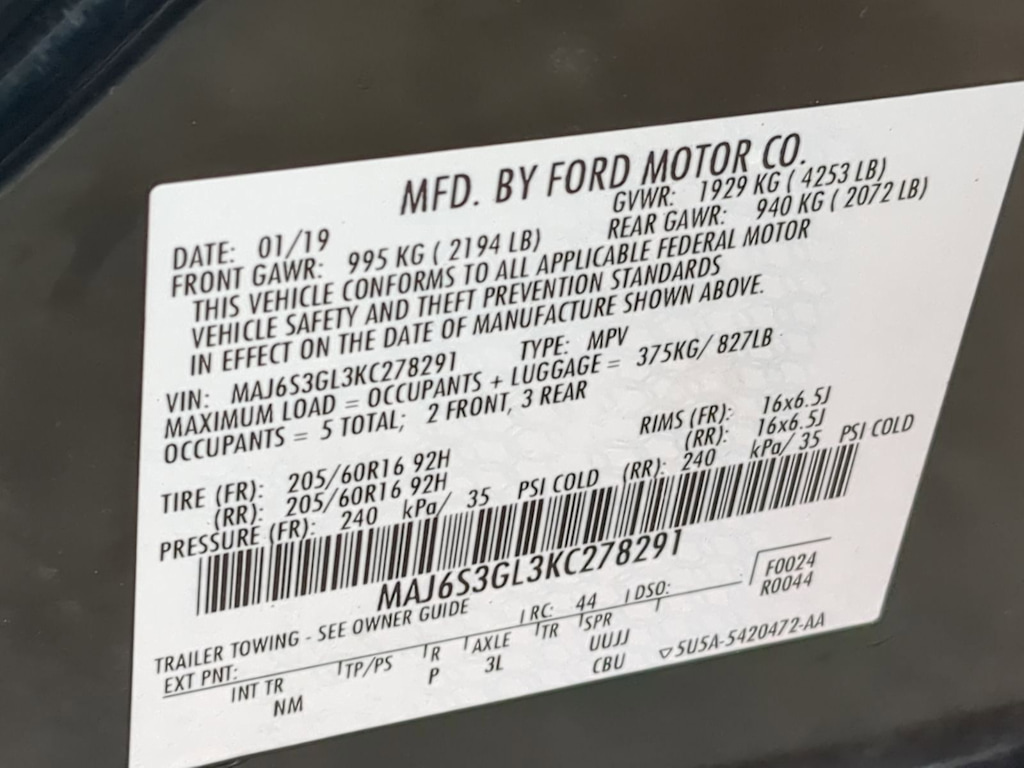 MFD. BY FORD MOTOR CO.
DATE: 01/19 GVWR: 1929 KG ( 4253 LB)
FRONT GAWR: 995 KG ( 2194 LB) REAR GAWR: 940 KG ( 2072 LB)
THIS VEHICLE CONFORMS TO ALL APPLICABLE FEDERAL MOTOR
VEHICLE SAFETY AND THEFT PREVENTION STANDARDS
IN EFFECT ON THE DATE OF MANUFACTURE SHOWN ABOVE.
VIN: MAJ6S3GL3KC278291 TYPE: MPV
MAXIMUM LOAD = OCCUPANTS + LUGGAGE = 375KG/ 827LB
OCCUPANTS = 5 TOTAL; 2 FRONT, 3 REAR
TIRE (FR): 205/60R16 92H RIMS (FR): 16x6.5J
(RR): 205/60R16 92H (RR): 16x6.5J
PRESSURE (FR): 240 kPa/ 35 PSI COLD (RR): 240 kPa/ 35 PSI COLD
MAJ6S3GL3KC278291
TRAILER TOWING - SEE OWNER GUIDE
EXT PNT: RC: 44 DSO: F0024
R0044
INT TR TP/PS R AXLE TR SPR
NM P 3L UUJJ
CBU
▽5U5A-5420472-AA